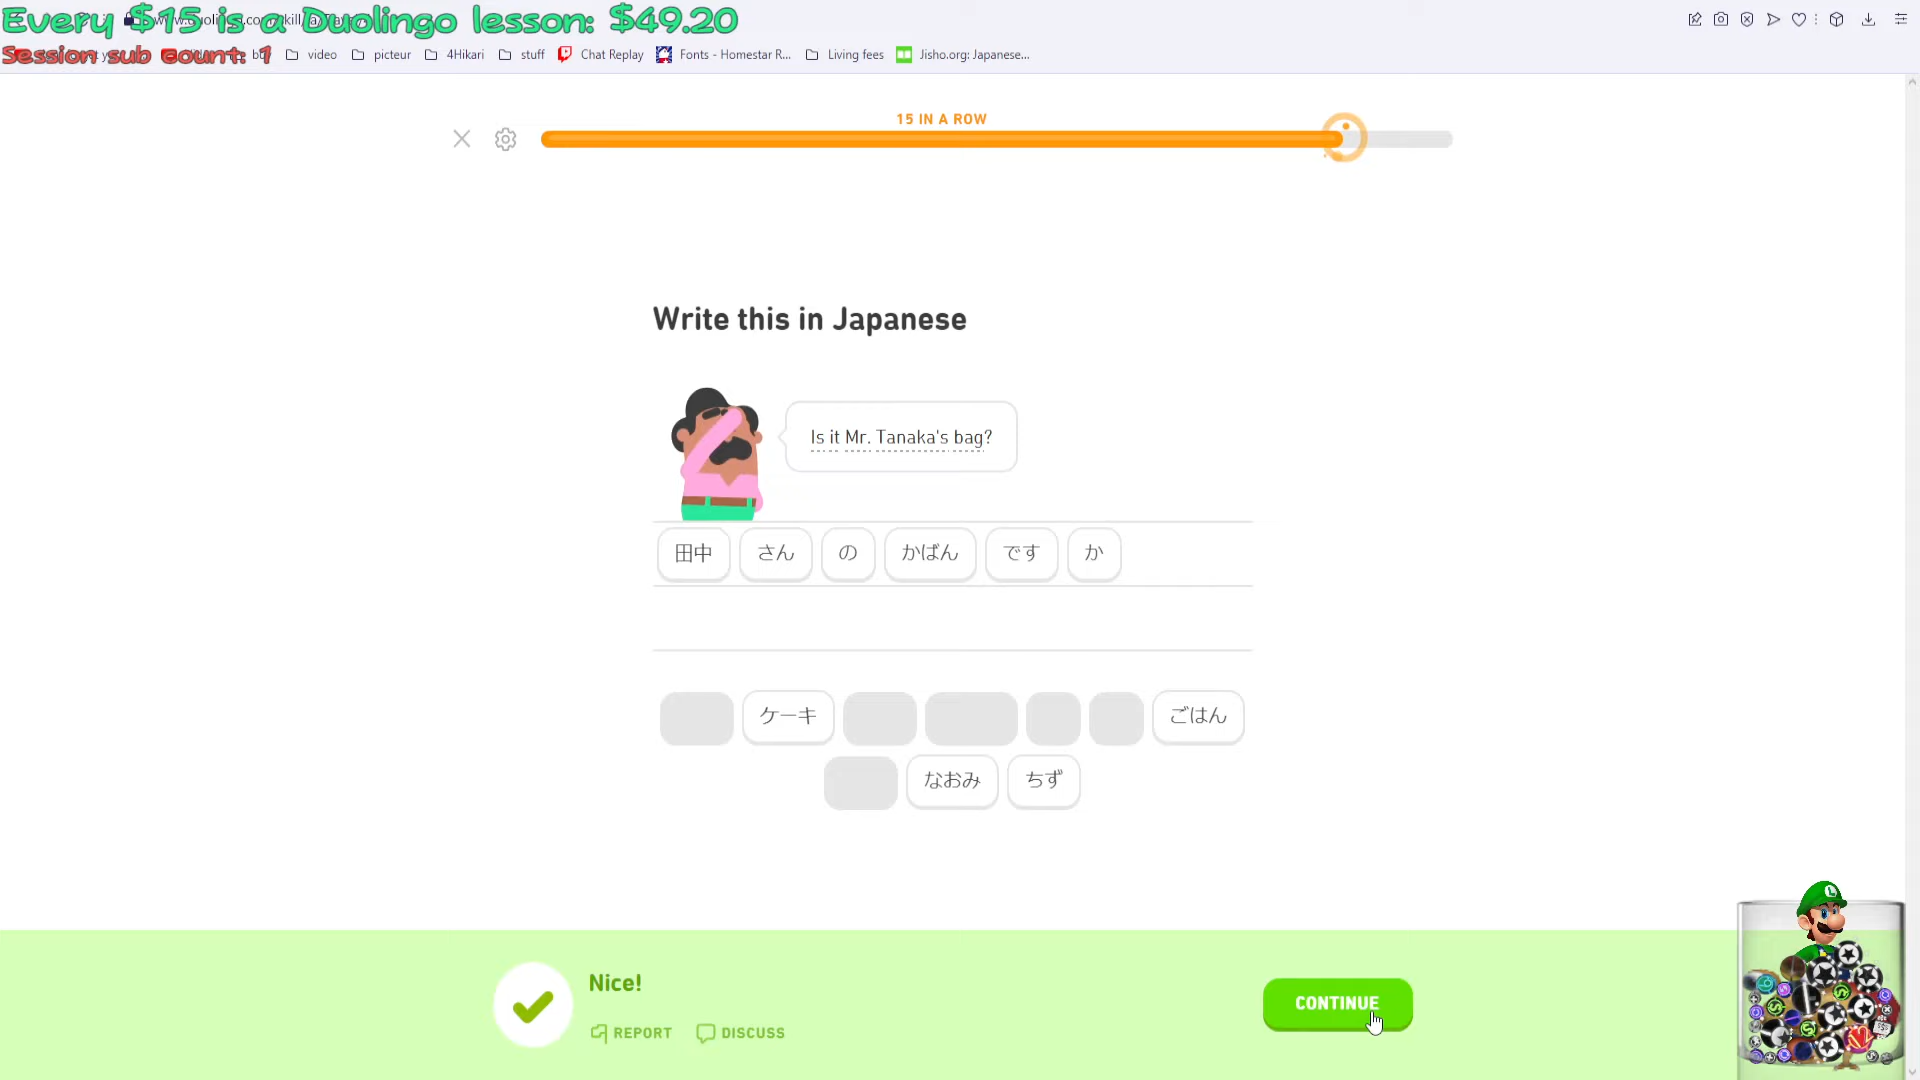 Every $15 is a Duolingo lesson: $49.20
Session sub count: 1
video
picteur
4Hikari
stuff
Chat Replay
Fonts - Homestar R...
Living fees
Jisho.org: Japanese...
15 IN A ROW
Write this in Japanese
Is it Mr. Tanaka's bag?
田中 さん の かばん です か
ケーキ ごはん
なおみ ちず
Nice!
CONTINUE
REPORT DISCUSS